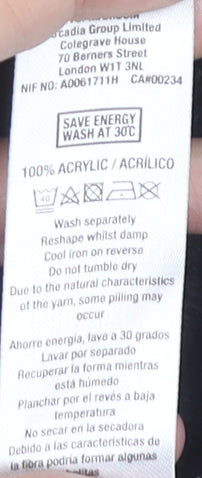 cadia Group Limited
Colegrave House
70 Berners Street
London W1T 3NL
NIF NO: A0061711H CA#00234
SAVE ENERGY
WASH AT 30C
100% ACRYLIC / ACRÍLICO
40
Wash separately
Reshape whilst damp
Cool iron on reverse
Do not tumble dry
Due to the natural characteristics
of the yarn, some pilling may
occur
Ahorre energía, lave a 30 grados
Lavar por separado
Recuperar la forma mientras
está húmedo
Planchar por el revés a baja
temperatura
No secar en la secadora
Debido a las características de
la fibra podría formar algunas